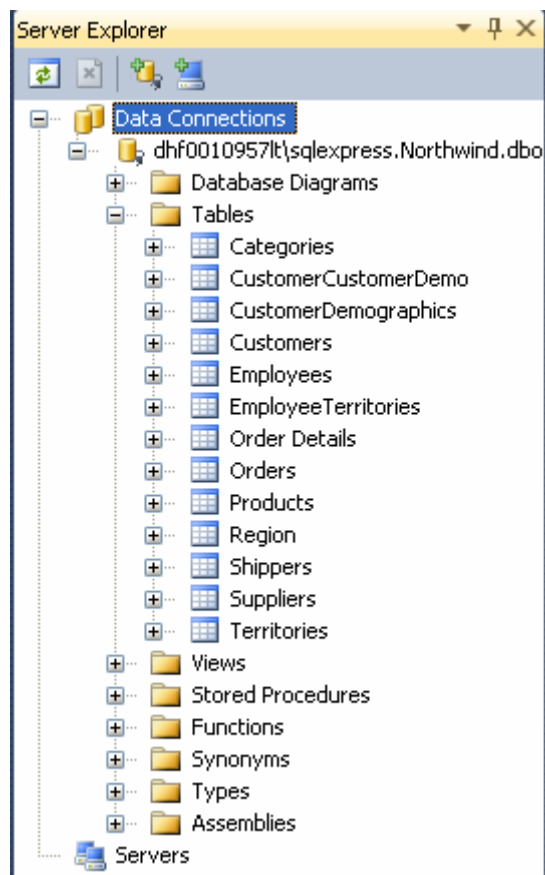 Server Explorer
Data Connections
dhf0010957lt\sqlexpress.Northwind.dbo
Database Diagrams
Tables
Categories
CustomerCustomerDemo
CustomerDemographics
Customers
Employees
EmployeeTerritories
Order Details
Orders
Products
Region
Shippers
Suppliers
Territories
Views
Stored Procedures
Functions
Synonyms
Types
Assemblies
Servers